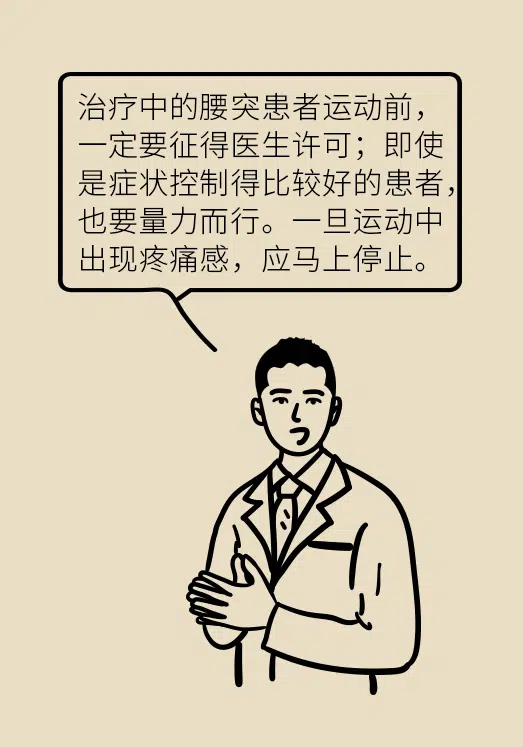 治疗中的腰突患者运动前，
一定要征得医生许可；即使
是症状控制得比较好的患者，
也要量力而行。一旦运动中
出现疼痛感，应马上停止。